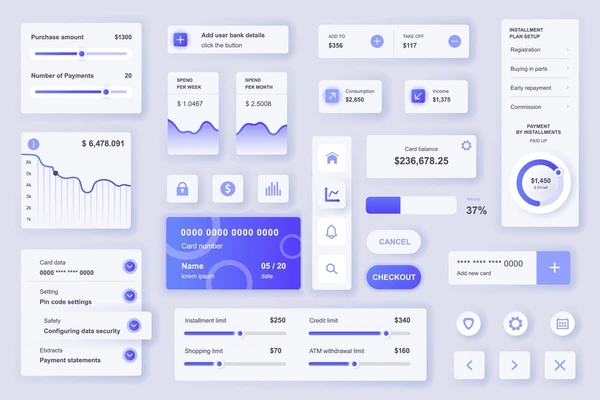 Purchase amount $1300
Number of Payments 20
Add user bank details
click the button
ADD TO
$356
TAKE OFF
$117
INSTALLMENT
PLAN SETUP
Registration
Buying in parts
Early repayment
Commission
PAYMENT
BY INSTALLMENTS
PAID UP
$1,450
SPEND
PER WEEK
$ 1.0467
SPEND
PER MONTH
$ 2.5008
Consumption
$2,650
Income
$1,375
$ 6,478.091
6k
5k
4k
3k
2k
1k
Card balance
$236,678.25
37%
0000 0000 0000 0000
Card number
Name
lorem ipsum
05 / 20
date
CANCEL
CHECKOUT
**** **** **** 0000
Add new card
Card data
0000 **** **** 0000
Setting
Pin code settings
Safety
Configuring data security
Etxtracts
Payment statements
Installment limit $250
Credit limit $340
Shopping limit $70
ATM withdrawal limit $160